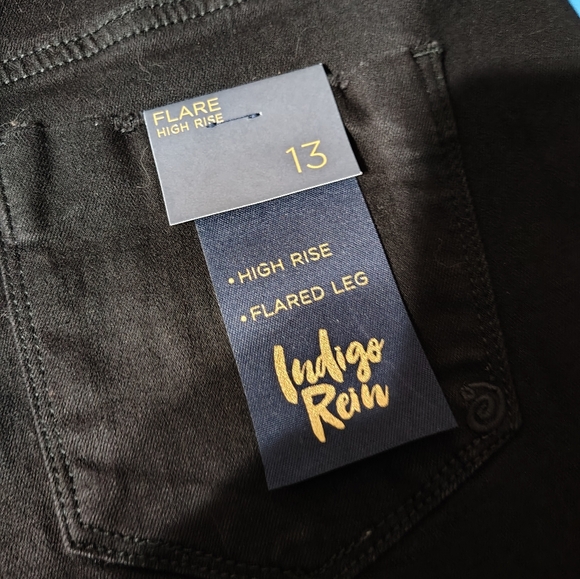 FLARE
HIGH RISE
13
• HIGH RISE
• FLARED LEG
Indigo
Rein